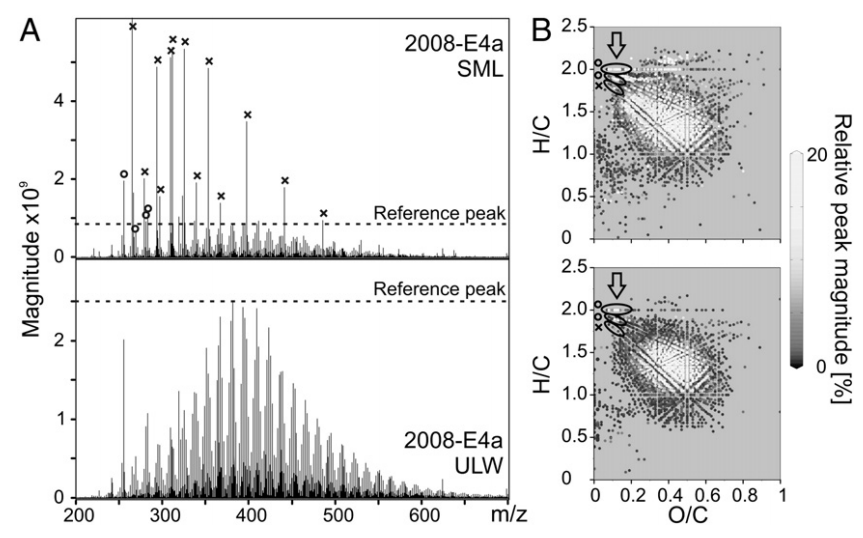 A
2008-E4a
SML
4
2
0
Magnitude x10⁹
Reference peak
Reference peak
2
1
0
2008-E4a
ULW
200
300
400
500
600
m/z
B
2.5
2.0
1.5
1.0
0.5
0
H/C
2.5
2.0
1.5
1.0
0.5
0
H/C
0
0.2
0.4
0.6
0.8
1
O/C
20
0
Relative peak magnitude [%]